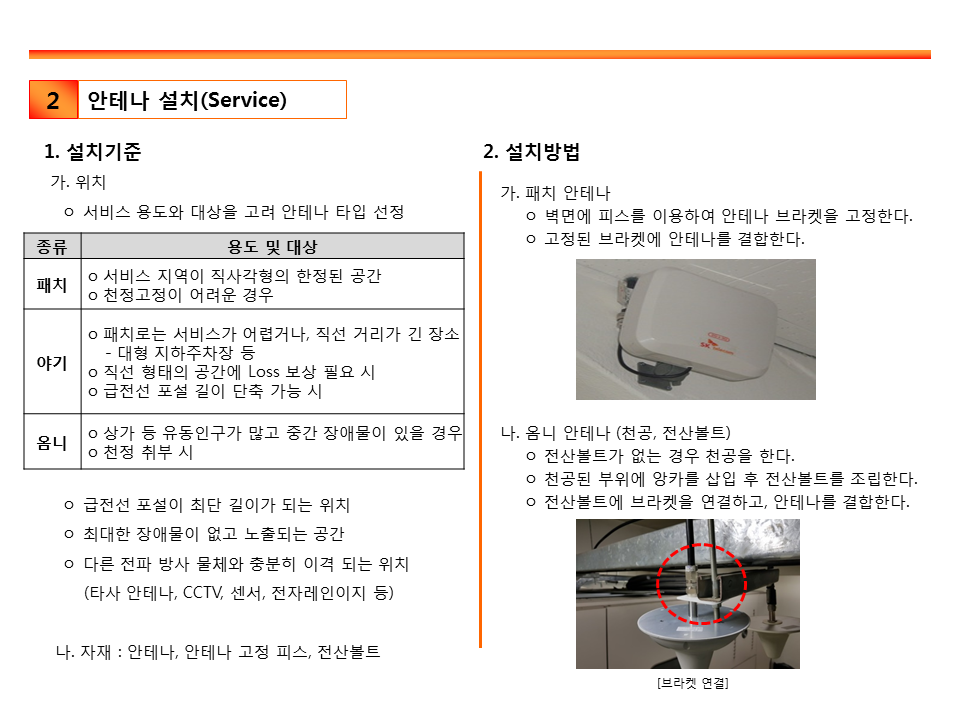 2 안테나 설치(Service)
1. 설치기준
가. 위치
ㅇ 서비스 용도와 대상을 고려 안테나 타입 선정
종류 용도 및 대상
패치
ㅇ 서비스 지역이 직사각형의 한정된 공간
ㅇ 천정고정이 어려운 경우
야기
ㅇ 패치로는 서비스가 어렵거나, 직선 거리가 긴 장소
- 대형 지하주차장 등
ㅇ 직선 형태의 공간에 Loss 보상 필요 시
ㅇ 급전선 포설 길이 단축 가능 시
옴니
ㅇ 상가 등 유동인구가 많고 중간 장애물이 있을 경우
ㅇ 천정 취부 시
ㅇ 급전선 포설이 최단 길이가 되는 위치
ㅇ 최대한 장애물이 없고 노출되는 공간
ㅇ 다른 전파 방사 물체와 충분히 이격 되는 위치
(타사 안테나, CCTV, 센서, 전자레인이지 등)
나. 자재 : 안테나, 안테나 고정 피스, 전산볼트
2. 설치방법
가. 패치 안테나
ㅇ 벽면에 피스를 이용하여 안테나 브라켓을 고정한다.
ㅇ 고정된 브라켓에 안테나를 결합한다.
SK
나. 옴니 안테나 (천공, 전산볼트)
ㅇ 전산볼트가 없는 경우 천공을 한다.
ㅇ 천공된 부위에 앙카를 삽입 후 전산볼트를 조립한다.
ㅇ 전산볼트에 브라켓을 연결하고, 안테나를 결합한다.
[브라켓 연결]